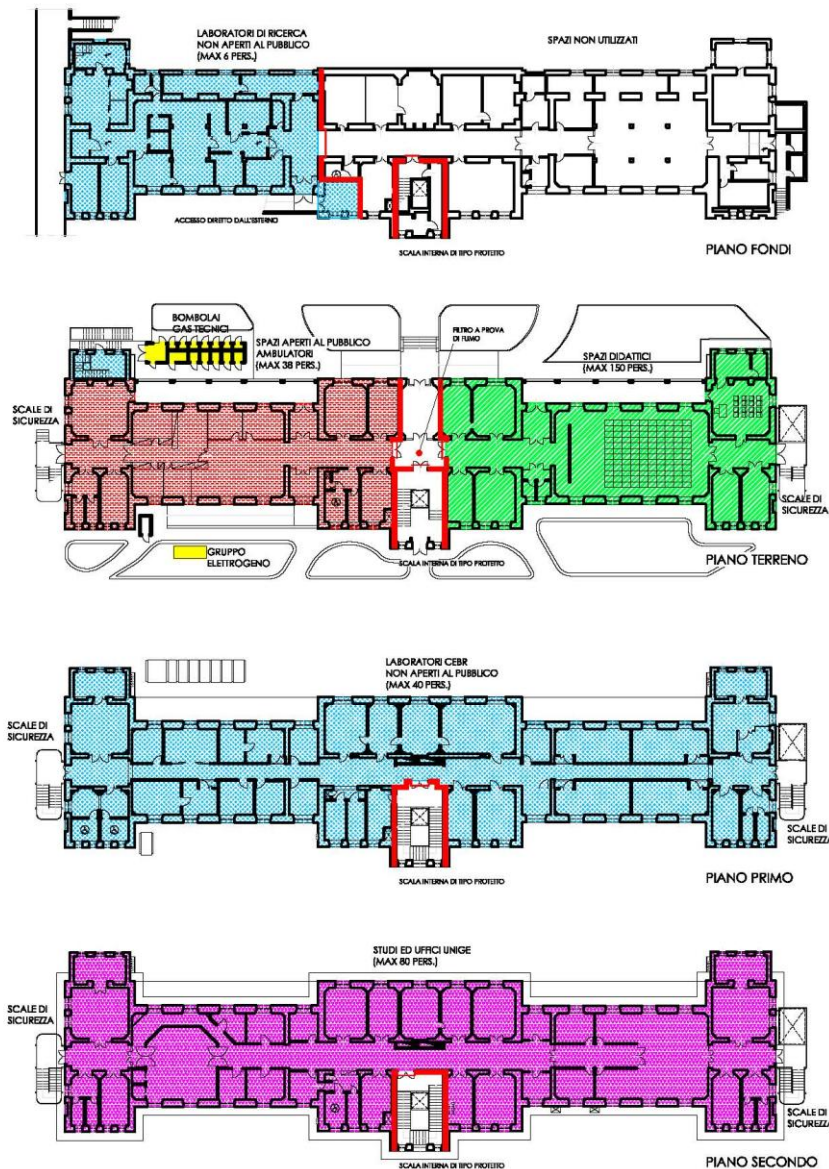 LABORATORI DI RICERCA
NON APERTI AL PUBBLICO
(MAX 6 PERS.)
SPAZI NON UTILIZZATI
ACCESSO DIRETTO DALL'ESTERNO
SCALA INTERNA DI TIPO PROTETTO
PIANO FONDI
BOMBOLAI
GAS TECNICI
SPAZI APERTI AL PUBBLICO
AMBULATORI
(MAX 38 PERS.)
FILTRO A PROVA
DI FUMO
SPAZI DIDATTICI
(MAX 150 PERS.)
SCALE DI
SICUREZZA
SCALE DI
SICUREZZA
GRUPPO
ELETTROGENO
SCALA INTERNA DI TIPO PROTETTO
PIANO TERRENO
LABORATORI CEBR
NON APERTI AL PUBBLICO
(MAX 40 PERS.)
SCALE DI
SICUREZZA
SCALE DI
SICUREZZA
SCALA INTERNA DI TIPO PROTETTO
PIANO PRIMO
STUDI ED UFFICI UNIGE
(MAX 80 PERS.)
SCALE DI
SICUREZZA
SCALE DI
SICUREZZA
SCALA INTERNA DI TIPO PROTETTO
PIANO SECONDO